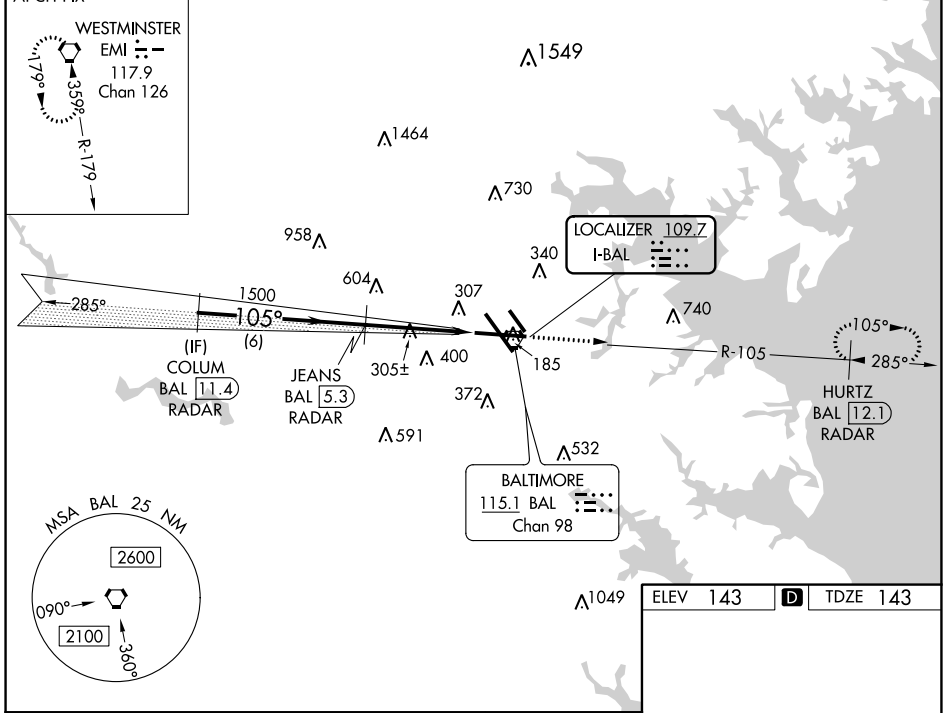 WESTMINSTER
EMI
117.9
Chan 126
179°
359°
R-179
1549
1464
730
958
LOCALIZER 109.7
I-BAL
340
604
307
740
285°
1500
105°
(6)
105°
R-105
285°
185
(IF)
COLUM
BAL 11.4
RADAR
JEANS
BAL 5.3
RADAR
305±
400
372
HURTZ
BAL 12.1
RADAR
591
532
BALTIMORE
115.1 BAL
Chan 98
MSA BAL 25 NM
2600
090°
2100
360°
1049
ELEV 143 D TDZE 143